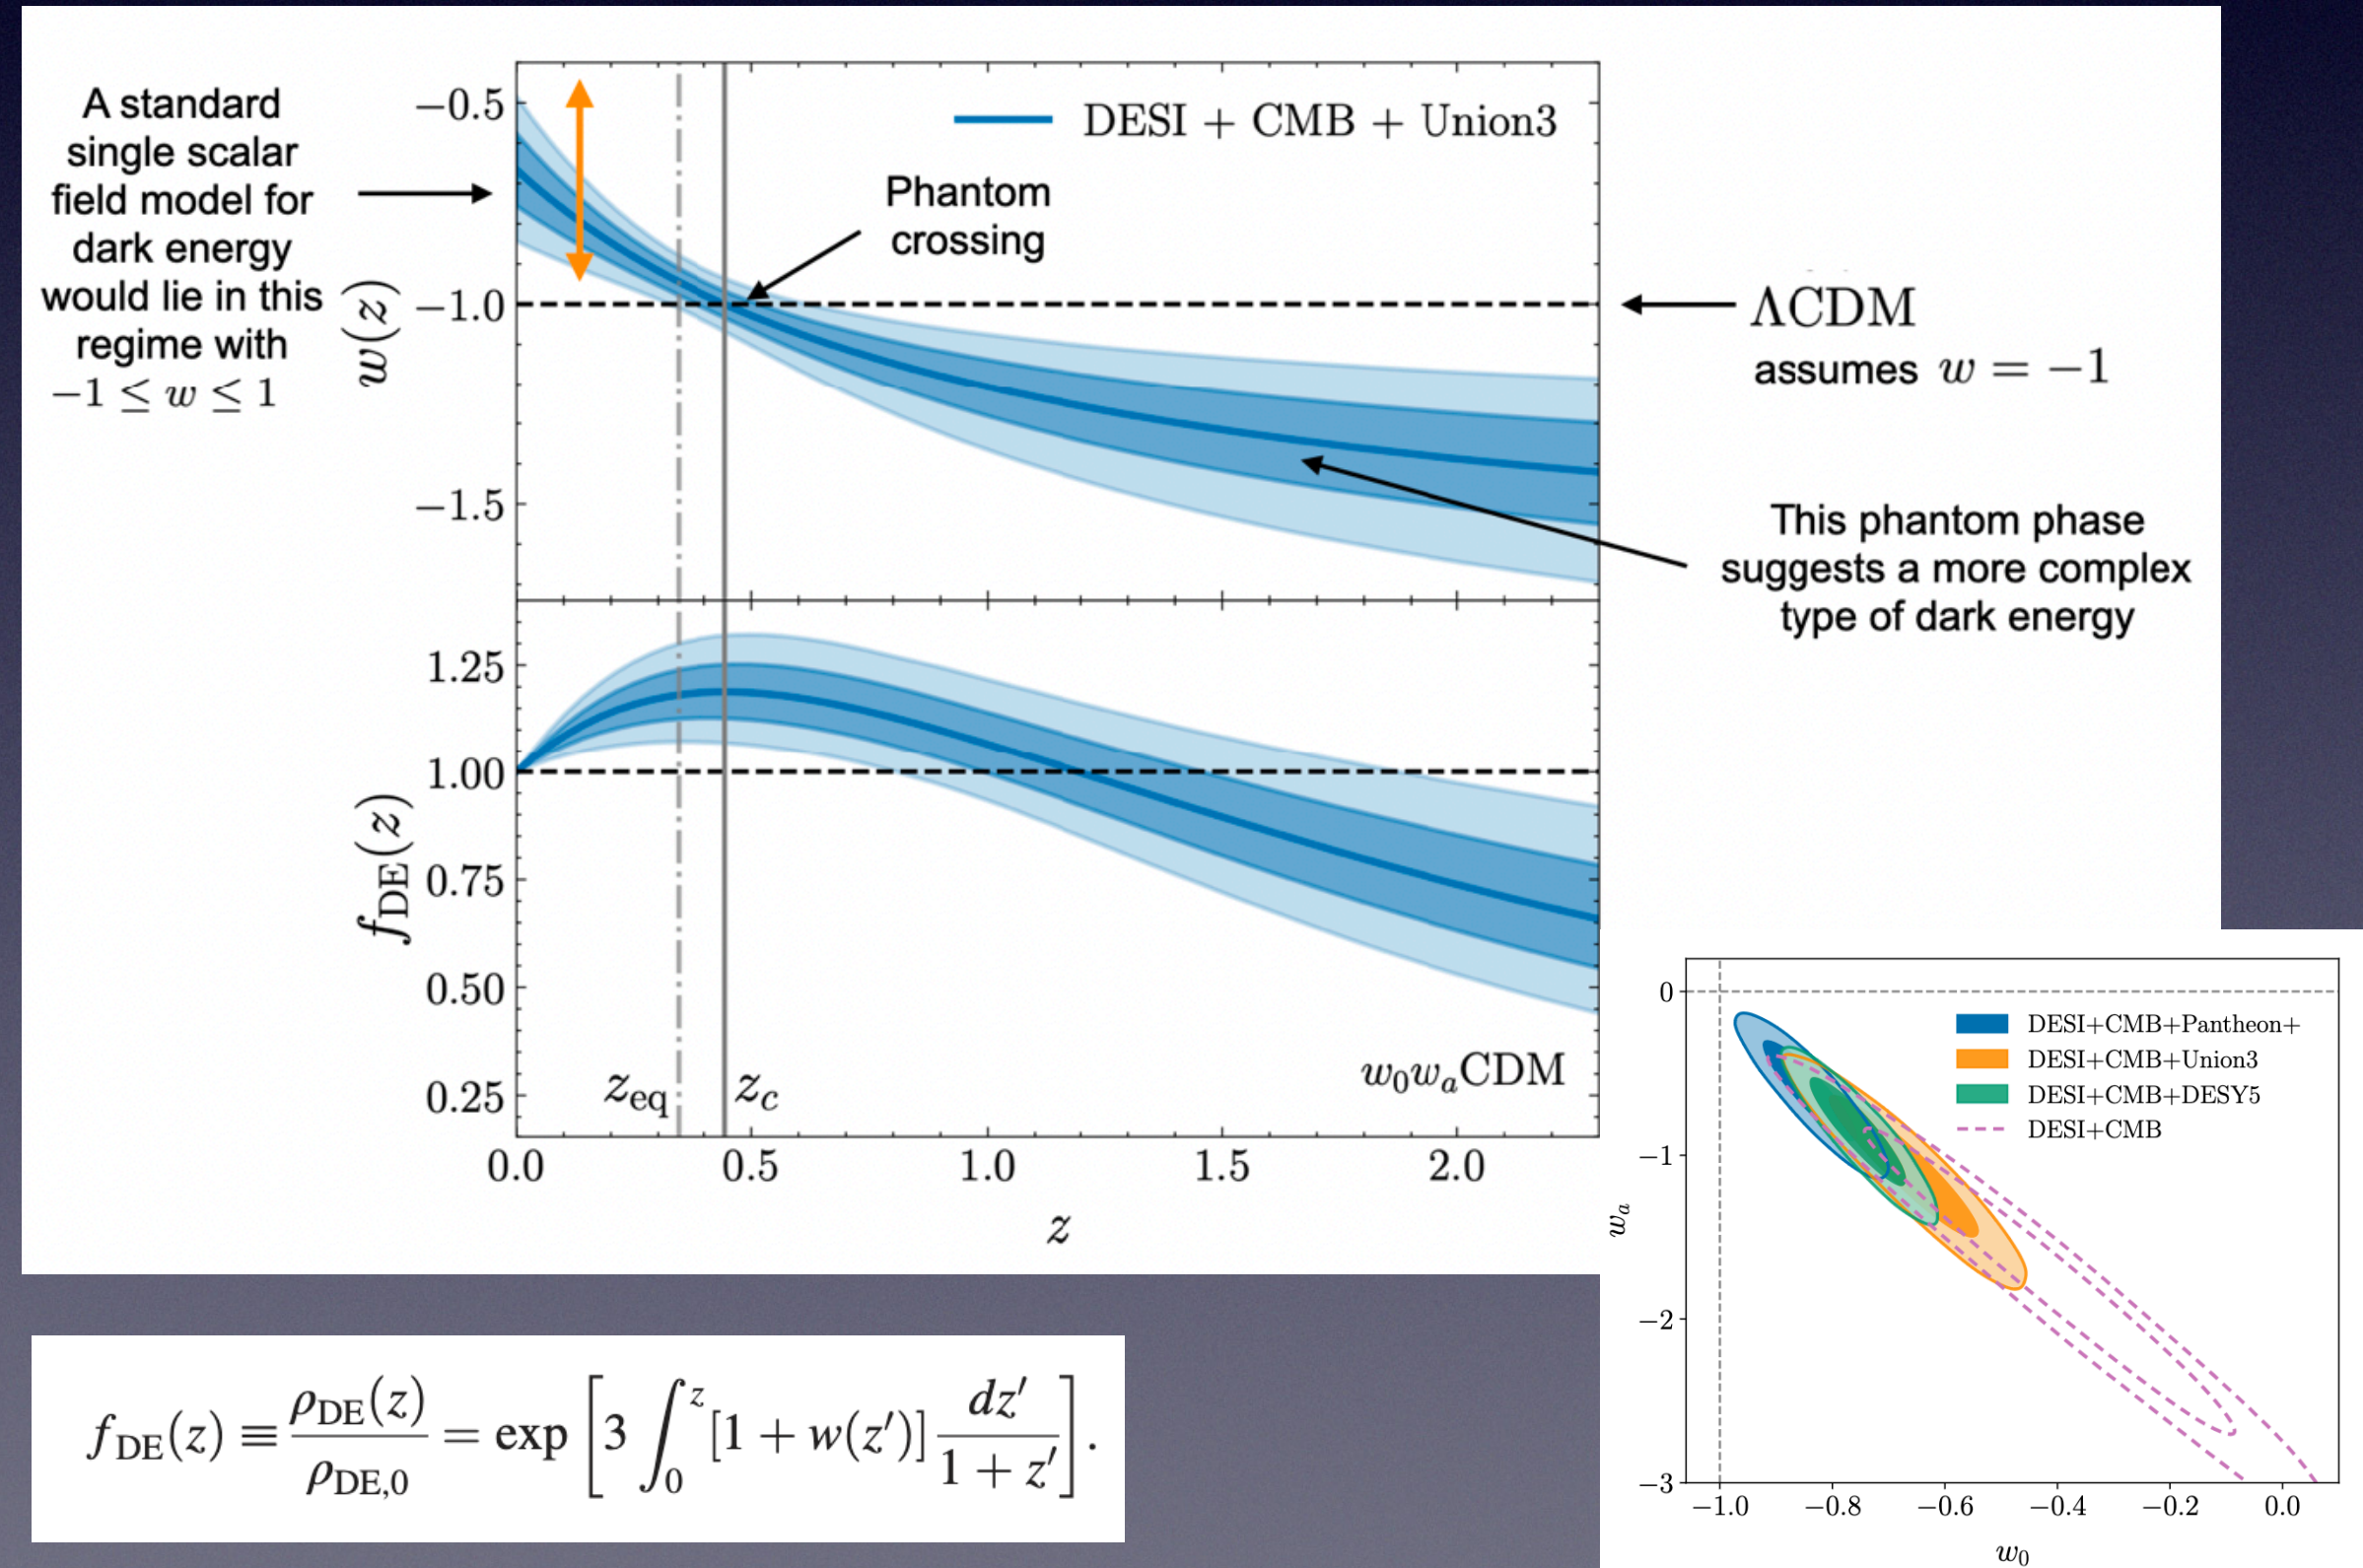 A standard
single scalar
field model for
dark energy
would lie in this
regime with
−1 ≤ w ≤ 1
w(z)
−0.5
−1.0
−1.5
DESI + CMB + Union3
Phantom
crossing
ΛCDM
assumes w = −1
This phantom phase
suggests a more complex
type of dark energy
f_DE(z)
1.25
1.00
0.75
0.50
0.25
z_eq
z_c
w₀wₐCDM
0.0 0.5 1.0 1.5 2.0
z
f_DE(z) ≡ ρ_DE(z) / ρ_DE,0 = exp [3 ∫₀^z [1 + w(z′)] dz′ / (1 + z′)].
wₐ
0
−1
−2
−3
DESI+CMB+Pantheon+
DESI+CMB+Union3
DESI+CMB+DESY5
DESI+CMB
−1.0 −0.8 −0.6 −0.4 −0.2 0.0
w₀